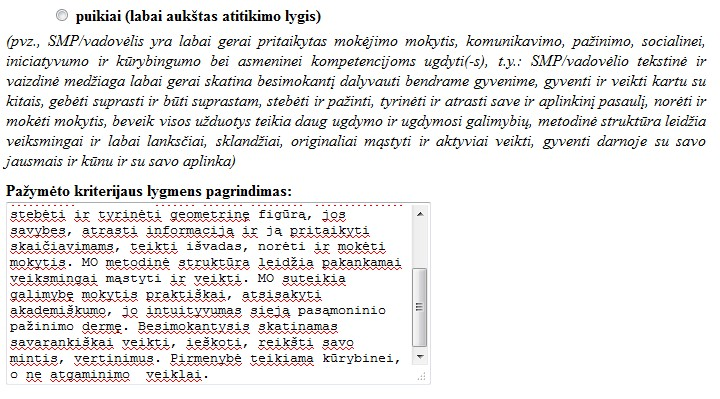 puikiai (labai aukštas atitikimo lygis)
(pvz., SMP/vadovėlis yra labai gerai pritaikytas mokėjimo mokytis, komunikavimo, pažinimo, socialinei,
iniciatyvumo ir kūrybingumo bei asmeninei kompetencijoms ugdyti(-s), t.y.: SMP/vadovėlio tekstinė ir
vaizdinė medžiaga labai gerai skatina besimokantį dalyvauti bendrame gyvenime, gyventi ir veikti kartu su
kitais, gebėti suprasti ir būti suprastam, stebėti ir pažinti, tyrinėti ir atrasti save ir aplinkinį pasaulį, norėti ir
mokėti mokytis, beveik visos užduotys teikia daug ugdymo ir ugdymosi galimybių, metodinė struktūra leidžia
veiksmingai ir labai lanksčiai, sklandžiai, originaliai mąstyti ir aktyviai veikti, gyventi darnoje su savo
jausmais ir kūnu ir su savo aplinka)
Pažymėto kriterijaus lygmens pagrindimas:
stebėti ir tyrinėti geometrinę figūrą, jos
savybes, atrasti informaciją ir ją pritaikyti
skaičiavimams, teikti išvadas, norėti ir mokėti
mokytis. MO metodinė struktūra leidžia pakankamai
veiksmingai mąstyti ir veikti. MO suteikia
galimybę mokytis praktiškai, atsisakyti
akademiškumo, jo intuityvumas sieja pasąmoninio
pažinimo dermę. Besimokantysis skatinamas
savarankiškai veikti, ieškoti, reikšti savo
mintis, vertinimus. Pirmenybė teikiama kūrybinei,
o ne atgaminimo  veiklai.